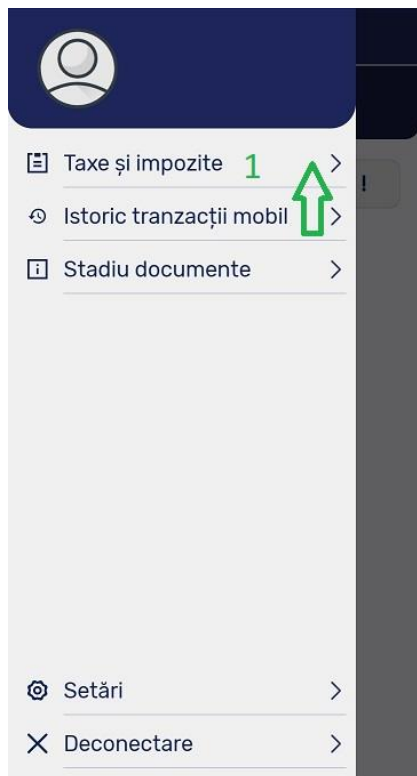 Taxe și impozite 1
!
Istoric tranzacții mobil
Stadiu documente
Setări
Deconectare